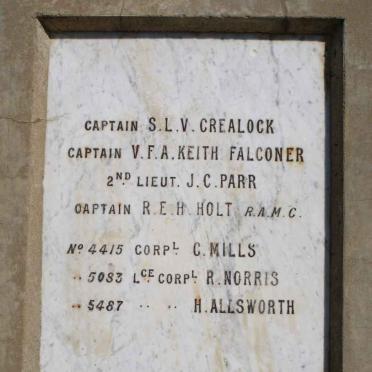 CAPTAIN S.L.V. CREALOCK
CAPTAIN V.F.A. KEITH FALCONER
2ND LIEUT. J.C. PARR
CAPTAIN R.E.H. HOLT R.A.M.C.
No 4415 CORPL C. MILLS
" 5083 LCE CORPL R. NORRIS
" 5487 " " H. ALLSWORTH